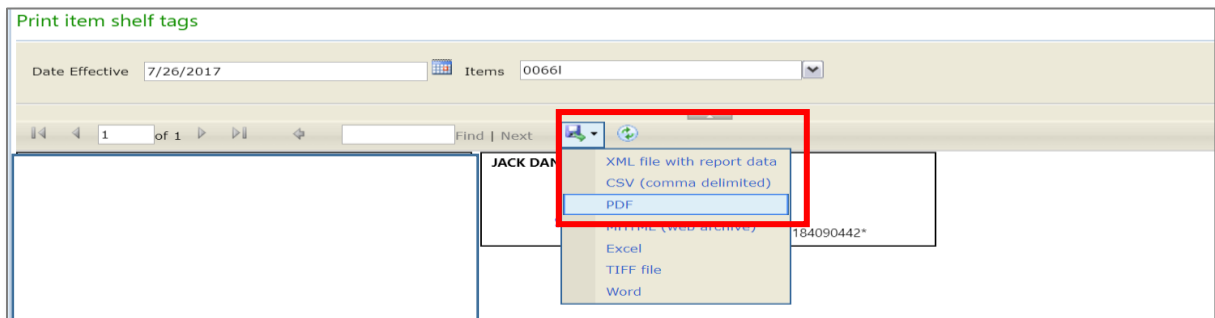 Print item shelf tags
Date Effective 7/26/2017 Items 0066l
1 of 1 Find | Next
JACK DAN
XML file with report data
CSV (comma delimited)
PDF
MHTML (web archive)
184090442*
Excel
TIFF file
Word